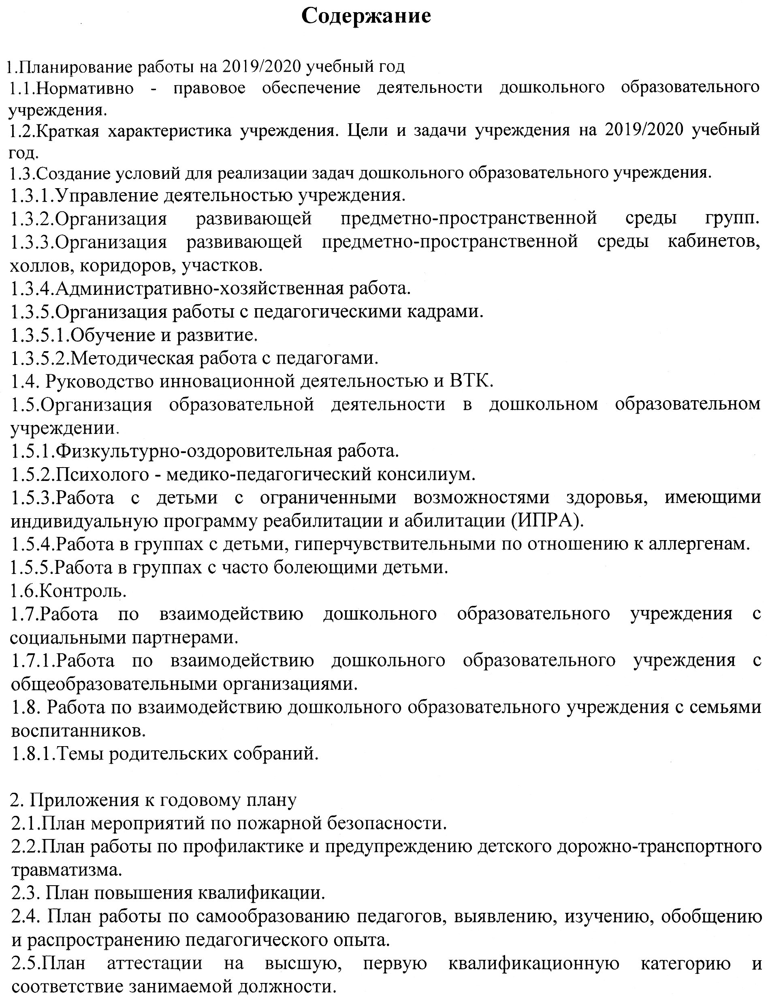 Содержание
1.Планирование работы на 2019/2020 учебный год
1.1.Нормативно - правовое обеспечение деятельности дошкольного образовательного
учреждения.
1.2.Краткая характеристика учреждения. Цели и задачи учреждения на 2019/2020 учебный
год.
1.3.Создание условий для реализации задач дошкольного образовательного учреждения.
1.3.1.Управление деятельностью учреждения.
1.3.2.Организация развивающей предметно-пространственной среды групп.
1.3.3.Организация развивающей предметно-пространственной среды кабинетов,
холлов, коридоров, участков.
1.3.4.Административно-хозяйственная работа.
1.3.5.Организация работы с педагогическими кадрами.
1.3.5.1.Обучение и развитие.
1.3.5.2.Методическая работа с педагогами.
1.4. Руководство инновационной деятельностью и ВТК.
1.5.Организация образовательной деятельности в дошкольном образовательном
учреждении.
1.5.1.Физкультурно-оздоровительная работа.
1.5.2.Психолого - медико-педагогический консилиум.
1.5.3.Работа с детьми с ограниченными возможностями здоровья, имеющими
индивидуальную программу реабилитации и абилитации (ИПРА).
1.5.4.Работа в группах с детьми, гиперчувствительными по отношению к аллергенам.
1.5.5.Работа в группах с часто болеющими детьми.
1.6.Контроль.
1.7.Работа по взаимодействию дошкольного образовательного учреждения с
социальными партнерами.
1.7.1.Работа по взаимодействию дошкольного образовательного учреждения с
общеобразовательными организациями.
1.8. Работа по взаимодействию дошкольного образовательного учреждения с семьями
воспитанников.
1.8.1.Темы родительских собраний.
2. Приложения к годовому плану
2.1.План мероприятий по пожарной безопасности.
2.2.План работы по профилактике и предупреждению детского дорожно-транспортного
травматизма.
2.3. План повышения квалификации.
2.4. План работы по самообразованию педагогов, выявлению, изучению, обобщению
и распространению педагогического опыта.
2.5.План аттестации на высшую, первую квалификационную категорию и
соответствие занимаемой должности.